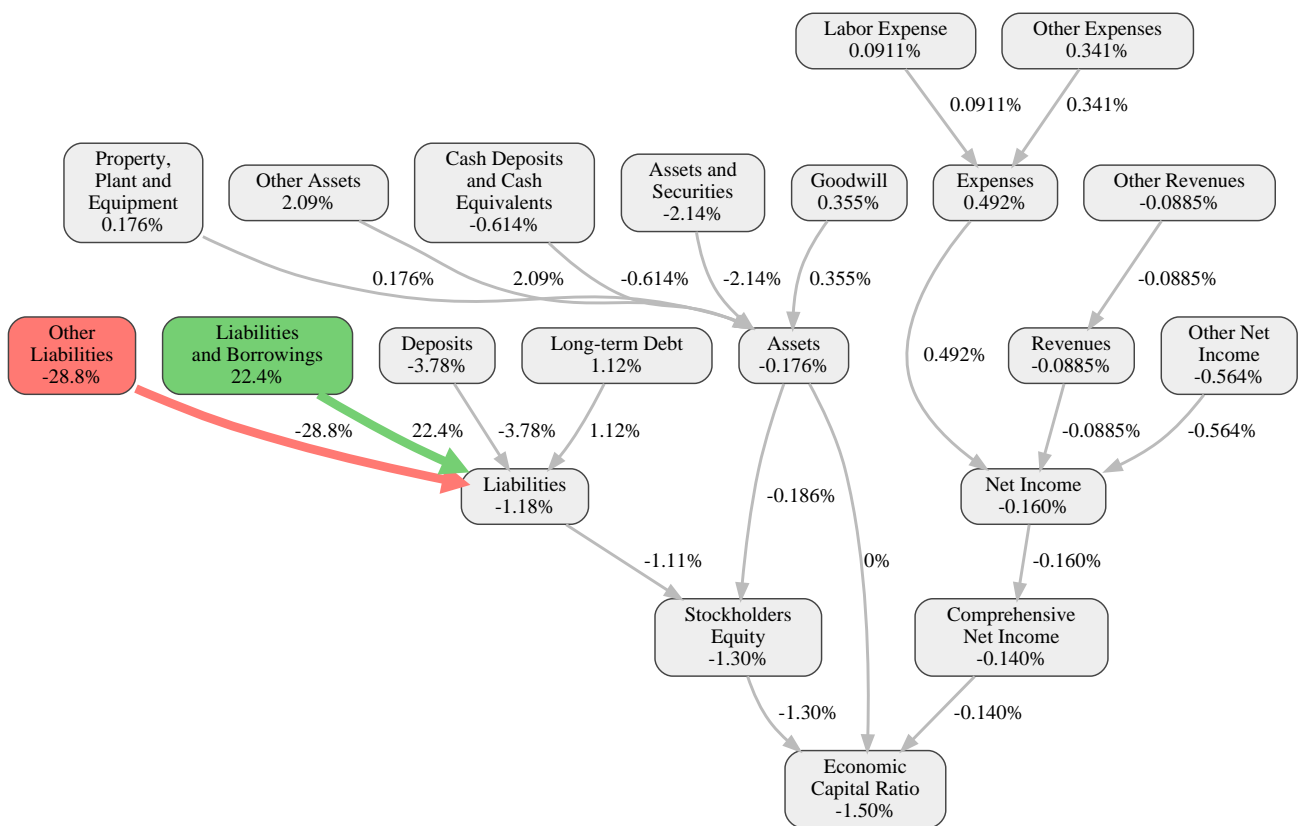 Labor Expense
0.0911%
Other Expenses
0.341%
0.0911%
0.341%
Property,
Plant and
Equipment
0.176%
Other Assets
2.09%
Cash Deposits
and Cash
Equivalents
-0.614%
Assets and
Securities
-2.14%
Goodwill
0.355%
Expenses
0.492%
Other Revenues
-0.0885%
0.176%
2.09%
-0.614%
-2.14%
0.355%
-0.0885%
Other
Liabilities
-28.8%
Liabilities
and Borrowings
22.4%
Deposits
-3.78%
Long-term Debt
1.12%
Assets
-0.176%
0.492%
Revenues
-0.0885%
Other Net
Income
-0.564%
-28.8%
22.4%
-3.78%
1.12%
-0.0885%
-0.564%
Liabilities
-1.18%
-0.186%
Net Income
-0.160%
-1.11%
0%
-0.160%
Stockholders
Equity
-1.30%
Comprehensive
Net Income
-0.140%
-1.30%
-0.140%
Economic
Capital Ratio
-1.50%